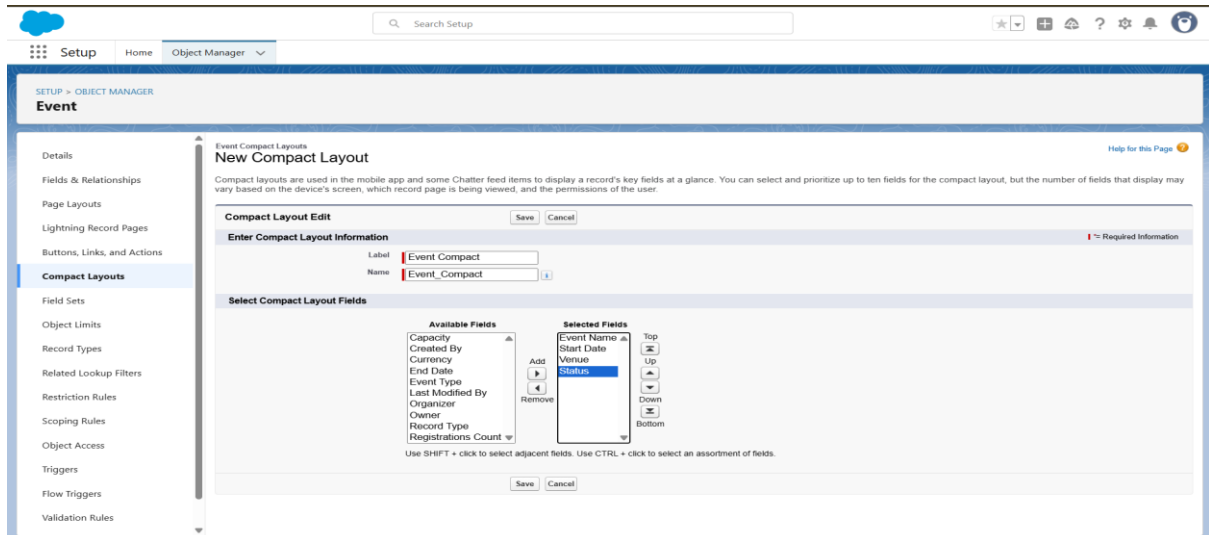 Search Setup
Setup
Home
Object Manager
SETUP > OBJECT MANAGER
Event
Details
Fields & Relationships
Page Layouts
Lightning Record Pages
Buttons, Links, and Actions
Compact Layouts
Field Sets
Object Limits
Record Types
Related Lookup Filters
Restriction Rules
Scoping Rules
Object Access
Triggers
Flow Triggers
Validation Rules
Event Compact Layouts
New Compact Layout
Help for this Page
Compact layouts are used in the mobile app and some Chatter feed items to display a record's key fields at a glance. You can select and prioritize up to ten fields for the compact layout, but the number of fields that display may
vary based on the device's screen, which record page is being viewed, and the permissions of the user.
Compact Layout Edit
Save Cancel
Enter Compact Layout Information
= Required Information
Label Event Compact
Name Event_Compact
Select Compact Layout Fields
Available Fields
Capacity
Created By
Currency
End Date
Event Type
Last Modified By
Organizer
Owner
Record Type
Registrations Count
Add
Remove
Selected Fields
Event Name
Start Date
Venue
Status
Top
Up
Down
Bottom
Use SHIFT + click to select adjacent fields. Use CTRL + click to select an assortment of fields.
Save Cancel